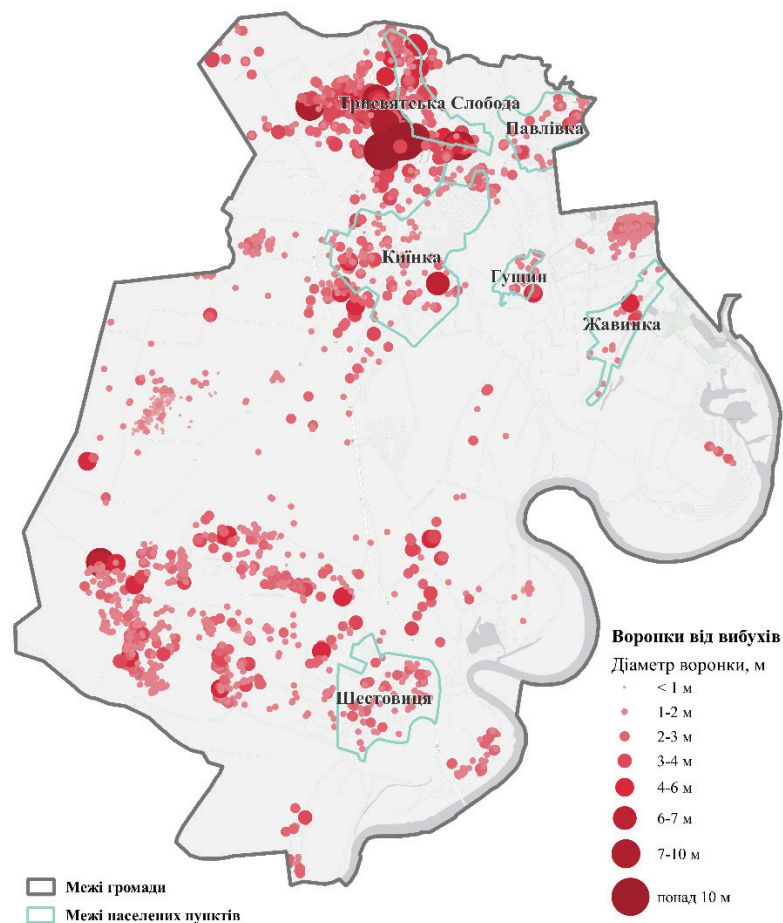 Трисвятська Слобода
Павлівка
Киїнка
Гущин
Жавинка
Шестовиця
Воронки від вибухів
Діаметр воронки, м
< 1 м
1-2 м
2-3 м
3-4 м
4-6 м
6-7 м
7-10 м
понад 10 м
Межі громади
Межі населених пунктів